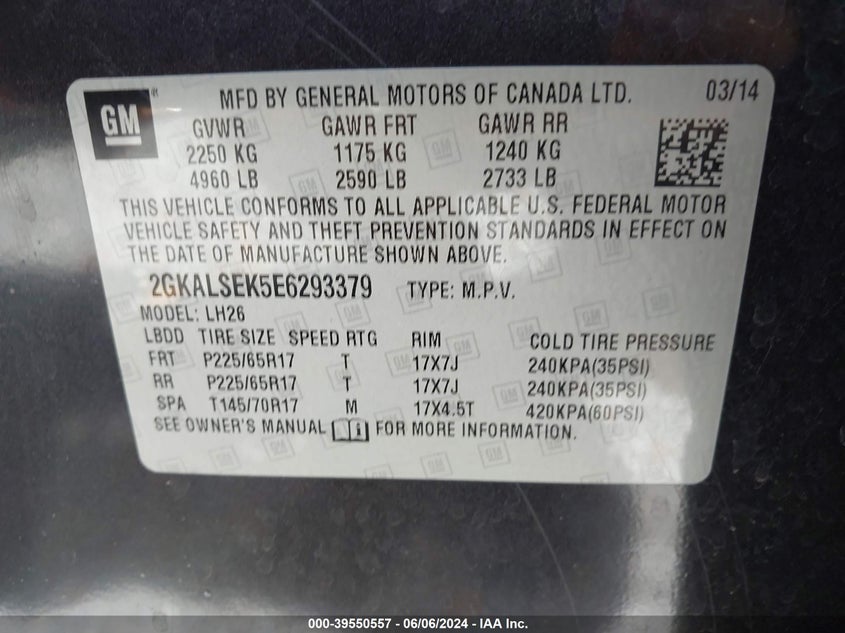 GM
MFD BY GENERAL MOTORS OF CANADA LTD. 03/14
GVWR GAWR FRT GAWR RR
2250 KG 1175 KG 1240 KG
4960 LB 2590 LB 2733 LB
THIS VEHICLE CONFORMS TO ALL APPLICABLE U.S. FEDERAL MOTOR
VEHICLE SAFETY AND THEFT PREVENTION STANDARDS IN EFFECT ON
THE DATE OF MANUFACTURE SHOWN ABOVE.
2GKALSEK5E6293379 TYPE: M.P.V.
MODEL: LH26
LBDD TIRE SIZE SPEED RTG RIM COLD TIRE PRESSURE
FRT P225/65R17 T 17X7J 240KPA(35PSI)
RR P225/65R17 T 17X7J 240KPA(35PSI)
SPA T145/70R17 M 17X4.5T 420KPA(60PSI)
SEE OWNER'S MANUAL i FOR MORE INFORMATION.
000-39550557 - 06/06/2024 - IAA Inc.